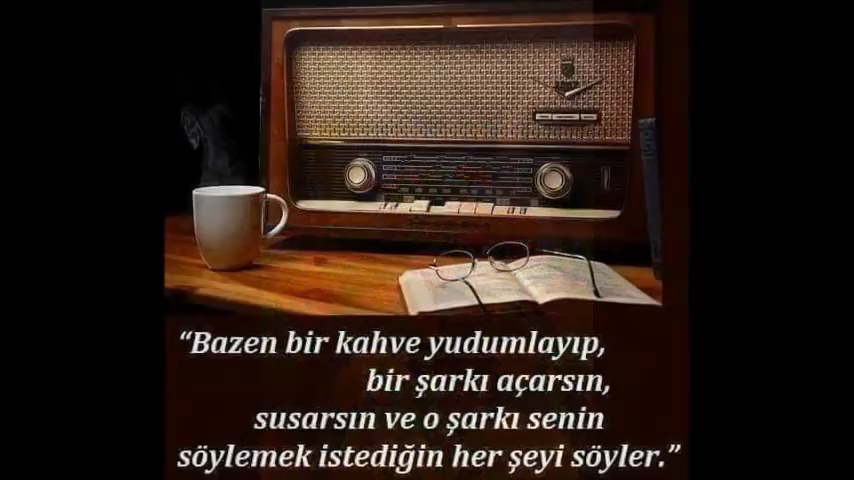 “Bazen bir kahve yudumlayıp,
bir şarkı açarsın,
susarsın ve o şarkı senin
söylemek istediğin her şeyi söyler.”